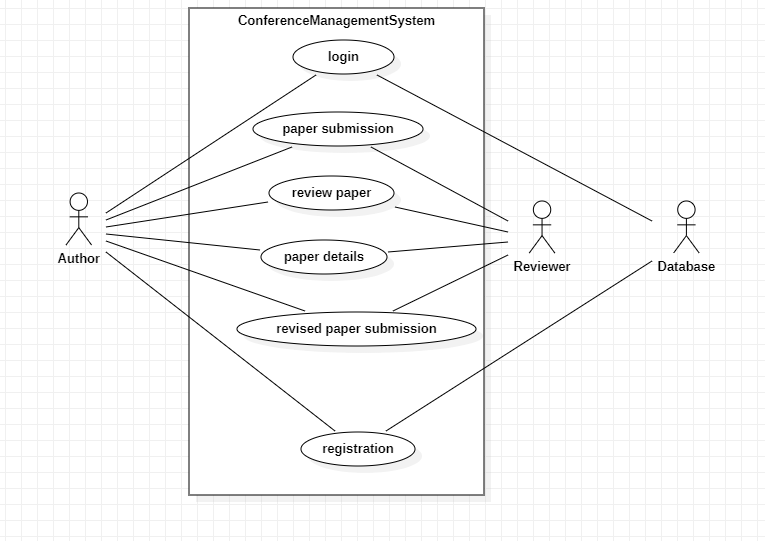 ConferenceManagementSystem
login
paper submission
review paper
Author
paper details
Reviewer
Database
revised paper submission
registration